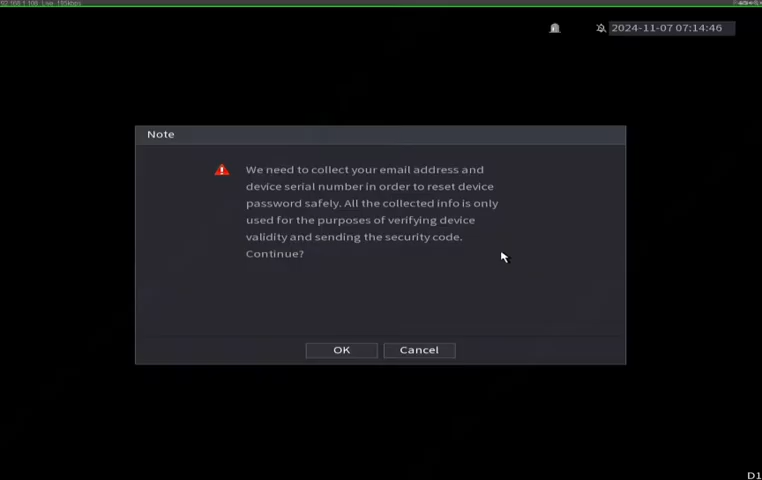 Live
2024-11-07 07:14:46
Note
We need to collect your email address and
device serial number in order to reset device
password safely. All the collected info is only
used for the purposes of verifying device
validity and sending the security code.
Continue?
OK Cancel
D1